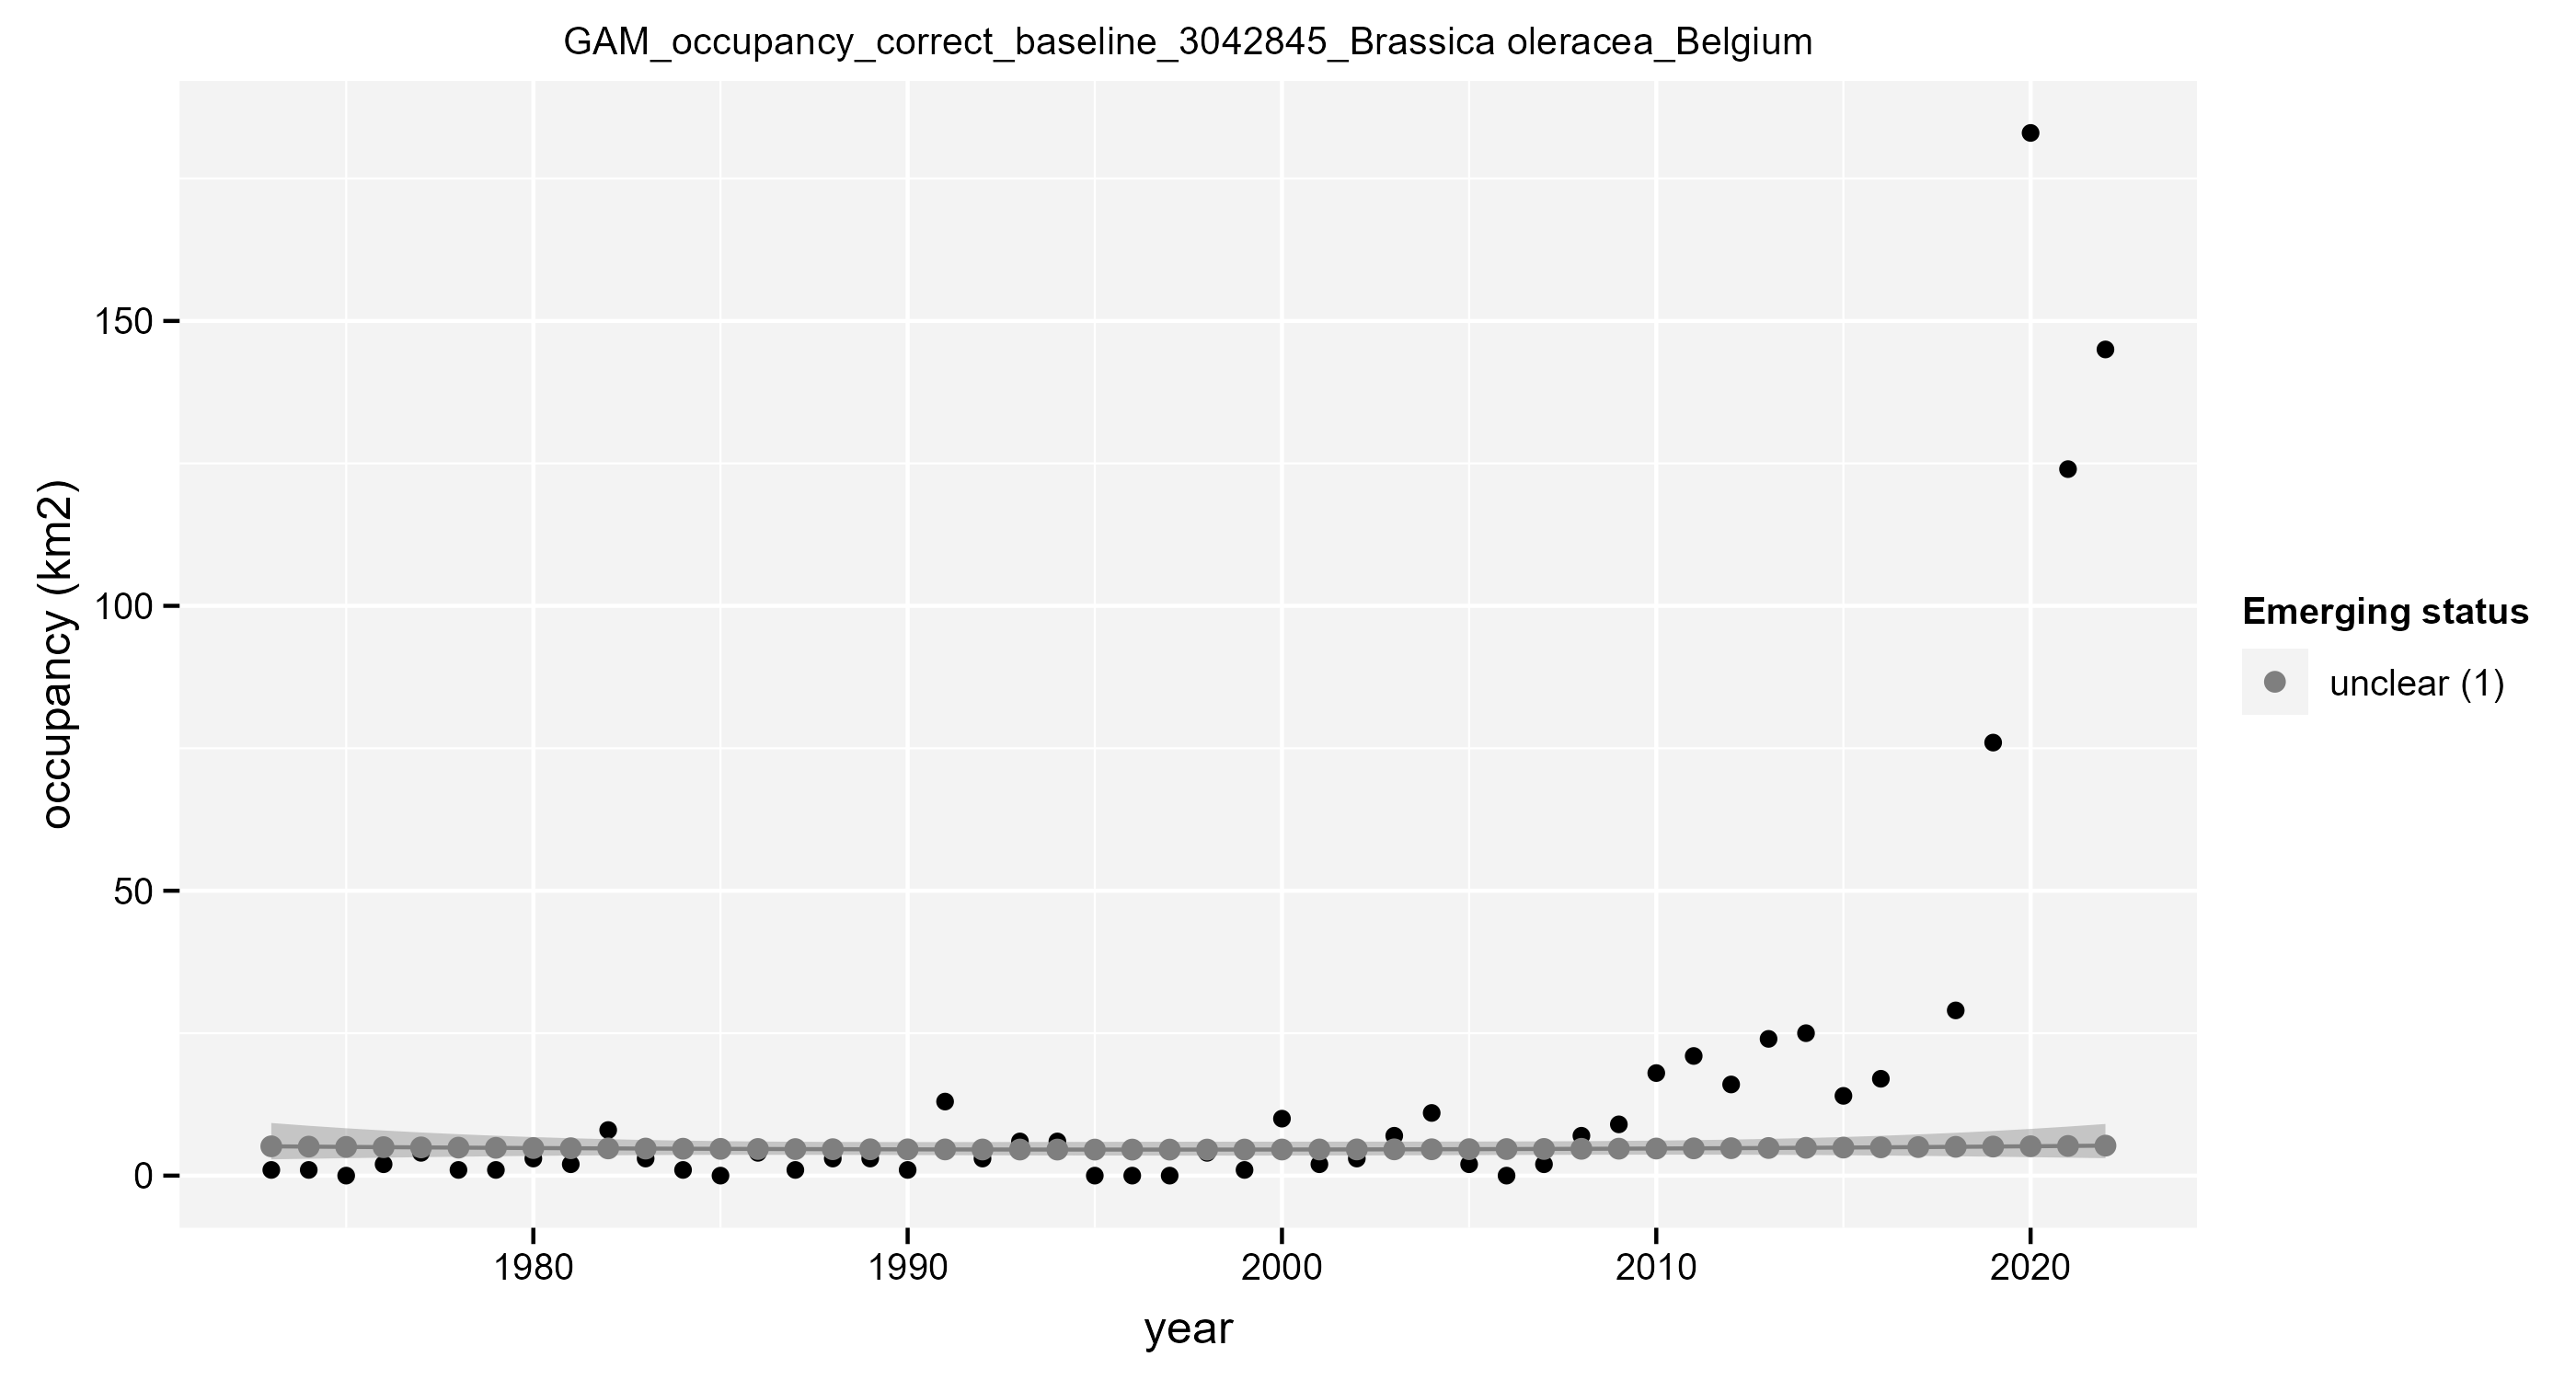 GAM_occupancy_correct_baseline_3042845_Brassica oleracea_Belgium
occupancy (km2)
150
100
50
0
1980
1990
2000
2010
2020
year
Emerging status
unclear (1)